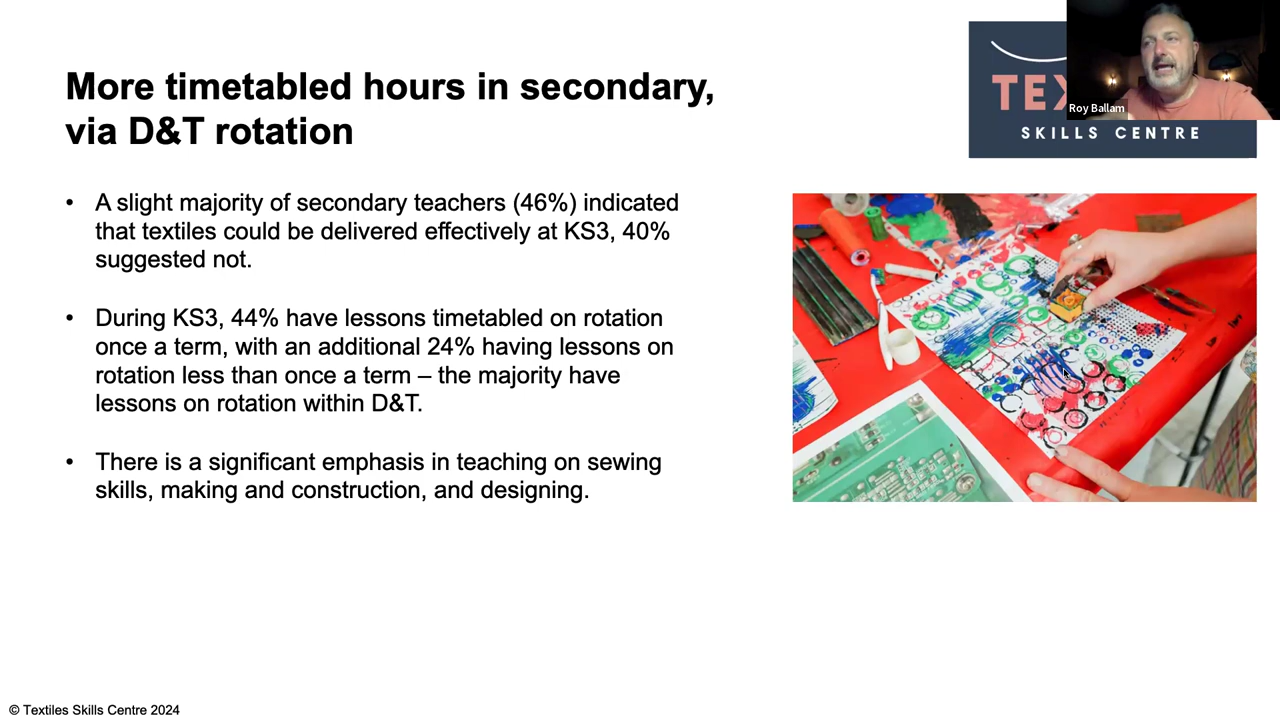 More timetabled hours in secondary,
via D&T rotation
TEX
SKILLS CENTRE
Roy Ballam
• A slight majority of secondary teachers (46%) indicated
that textiles could be delivered effectively at KS3, 40%
suggested not.
• During KS3, 44% have lessons timetabled on rotation
once a term, with an additional 24% having lessons on
rotation less than once a term – the majority have
lessons on rotation within D&T.
• There is a significant emphasis in teaching on sewing
skills, making and construction, and designing.
© Textiles Skills Centre 2024